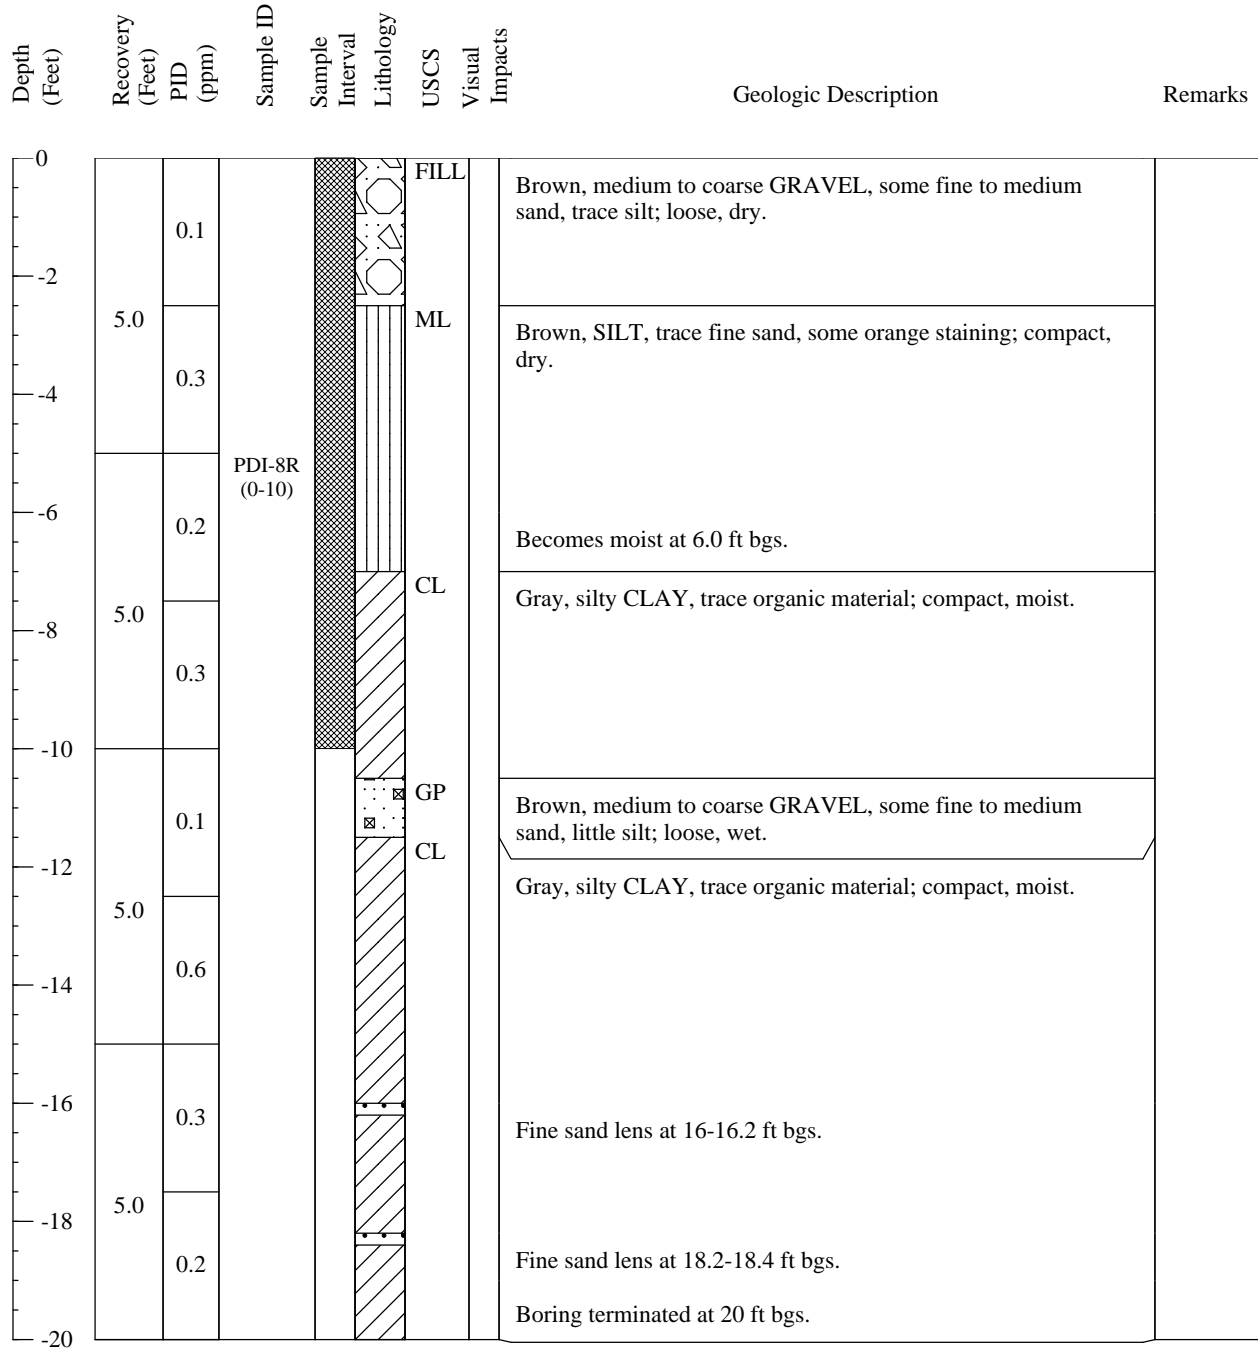 Depth
(Feet)
Recovery
(Feet)
PID
(ppm)
Sample ID
Sample
Interval
Lithology
USCS
Visual
Impacts
Geologic Description
Remarks
0
-2
-4
-6
-8
-10
-12
-14
-16
-18
-20
5.0
5.0
5.0
5.0
0.1
0.3
0.2
0.3
0.1
0.6
0.3
0.2
PDI-8R
(0-10)
FILL
ML
CL
GP
CL
Brown, medium to coarse GRAVEL, some fine to medium
sand, trace silt; loose, dry.
Brown, SILT, trace fine sand, some orange staining; compact,
dry.
Becomes moist at 6.0 ft bgs.
Gray, silty CLAY, trace organic material; compact, moist.
Brown, medium to coarse GRAVEL, some fine to medium
sand, little silt; loose, wet.
Gray, silty CLAY, trace organic material; compact, moist.
Fine sand lens at 16-16.2 ft bgs.
Fine sand lens at 18.2-18.4 ft bgs.
Boring terminated at 20 ft bgs.